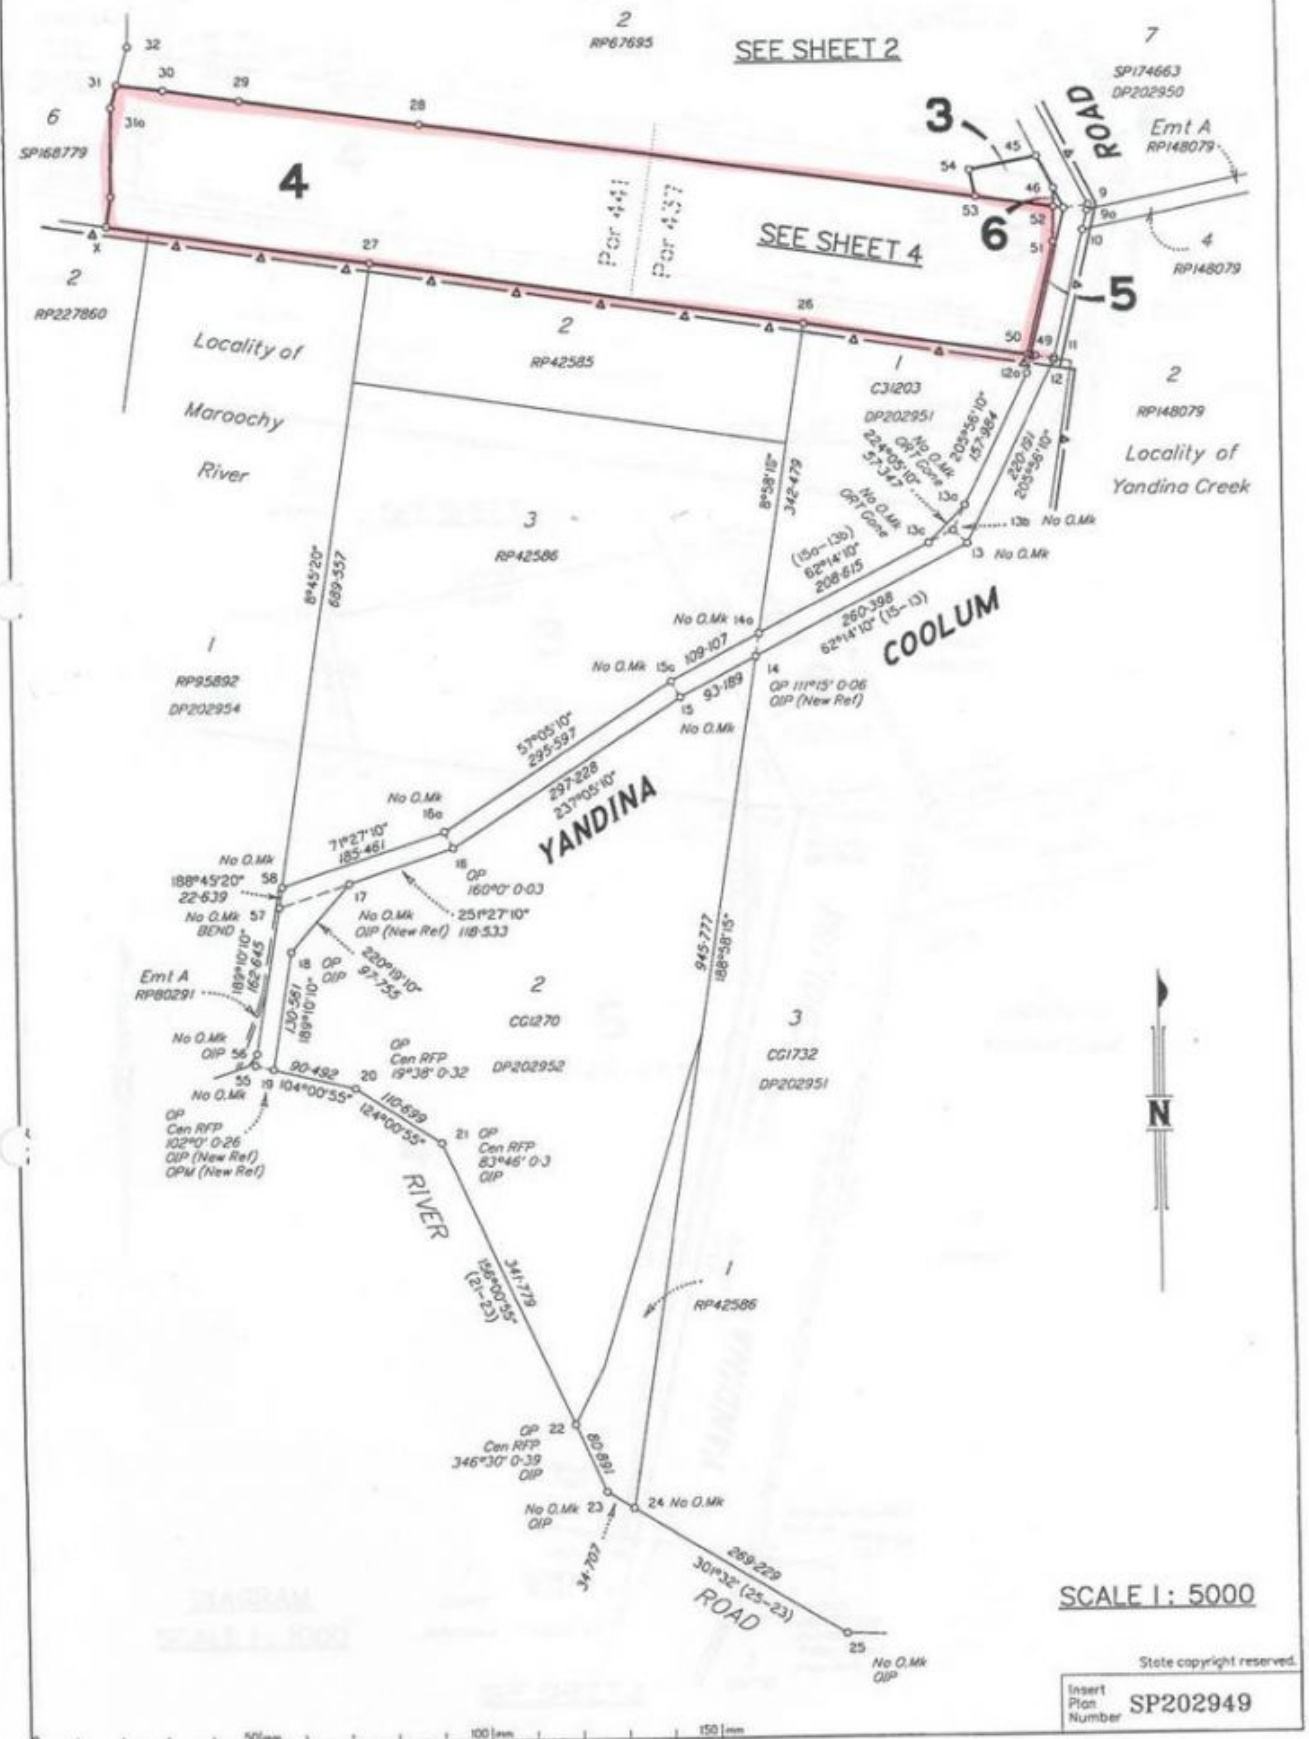 2
RP67695
SEE SHEET 2
7
SP174663
DP202950
32
31
30
29
28
31a
6
SP168779
4
3
ROAD
Emt A
RP148079
45
54
46
53
9
9a
52
10
6
51
4
RP148079
Por 441
Por 437
SEE SHEET 4
5
X
27
26
50
49
11
12a
12
2
RP227860
Locality of
Maroochy
River
2
RP42585
1
C31203
DP202951
2
RP148079
Locality of
Yandina Creek
205°56'10"
157·984
220·191
205°56'10"
No O.Mk
ORT Gone
224°05'10"
57·347
No O.Mk
ORT Gone
13a
13c
13b No O.Mk
13 No O.Mk
8°58'15"
342·479
3
RP42586
8°45'20"
689·557
(15a-13b)
62°14'10"
208·615
260·398
62°14'10" (15-13)
COOLUM
No O.Mk 14a
109·107
No O.Mk 15a
93·189
14
OP 111°15' 0·06
OIP (New Ref)
15
No O.Mk
1
RP95892
DP202954
57°05'10"
295·597
297·228
237°05'10"
YANDINA
No O.Mk
16a
71°27'10"
185·461
No O.Mk
58
188°45'20"
22·639
No O.Mk 57
BEND
16
OP
160°0' 0·03
17
No O.Mk
OIP (New Ref)
251°27'10"
118·533
220°19'10"
97·755
18 OP
OIP
189°10'10"
162·645
130·561
189°10'10"
Emt A
RP80291
No O.Mk
OIP 56
55
No O.Mk
19
90·492
104°00'55"
20
OP
Cen RFP
19°38' 0·32
OP
Cen RFP
102°0' 0·26
OIP (New Ref)
OPM (New Ref)
110·699
124°00'55"
21 OP
Cen RFP
83°46' 0·3
OIP
2
CG1270
DP202952
945·777
188°58'15"
3
CG1732
DP202951
RIVER
N
341·779
156°00'55"
(21-23)
1
RP42586
OP 22
Cen RFP
346°30' 0·39
OIP
80·891
No O.Mk 23
OIP
24 No O.Mk
34·707
269·229
301°32' (25-23)
ROAD
25
No O.Mk
OIP
SCALE 1: 5000
State copyright reserved.
Insert
Plan
Number SP202949
50|mm
100|mm
150|mm